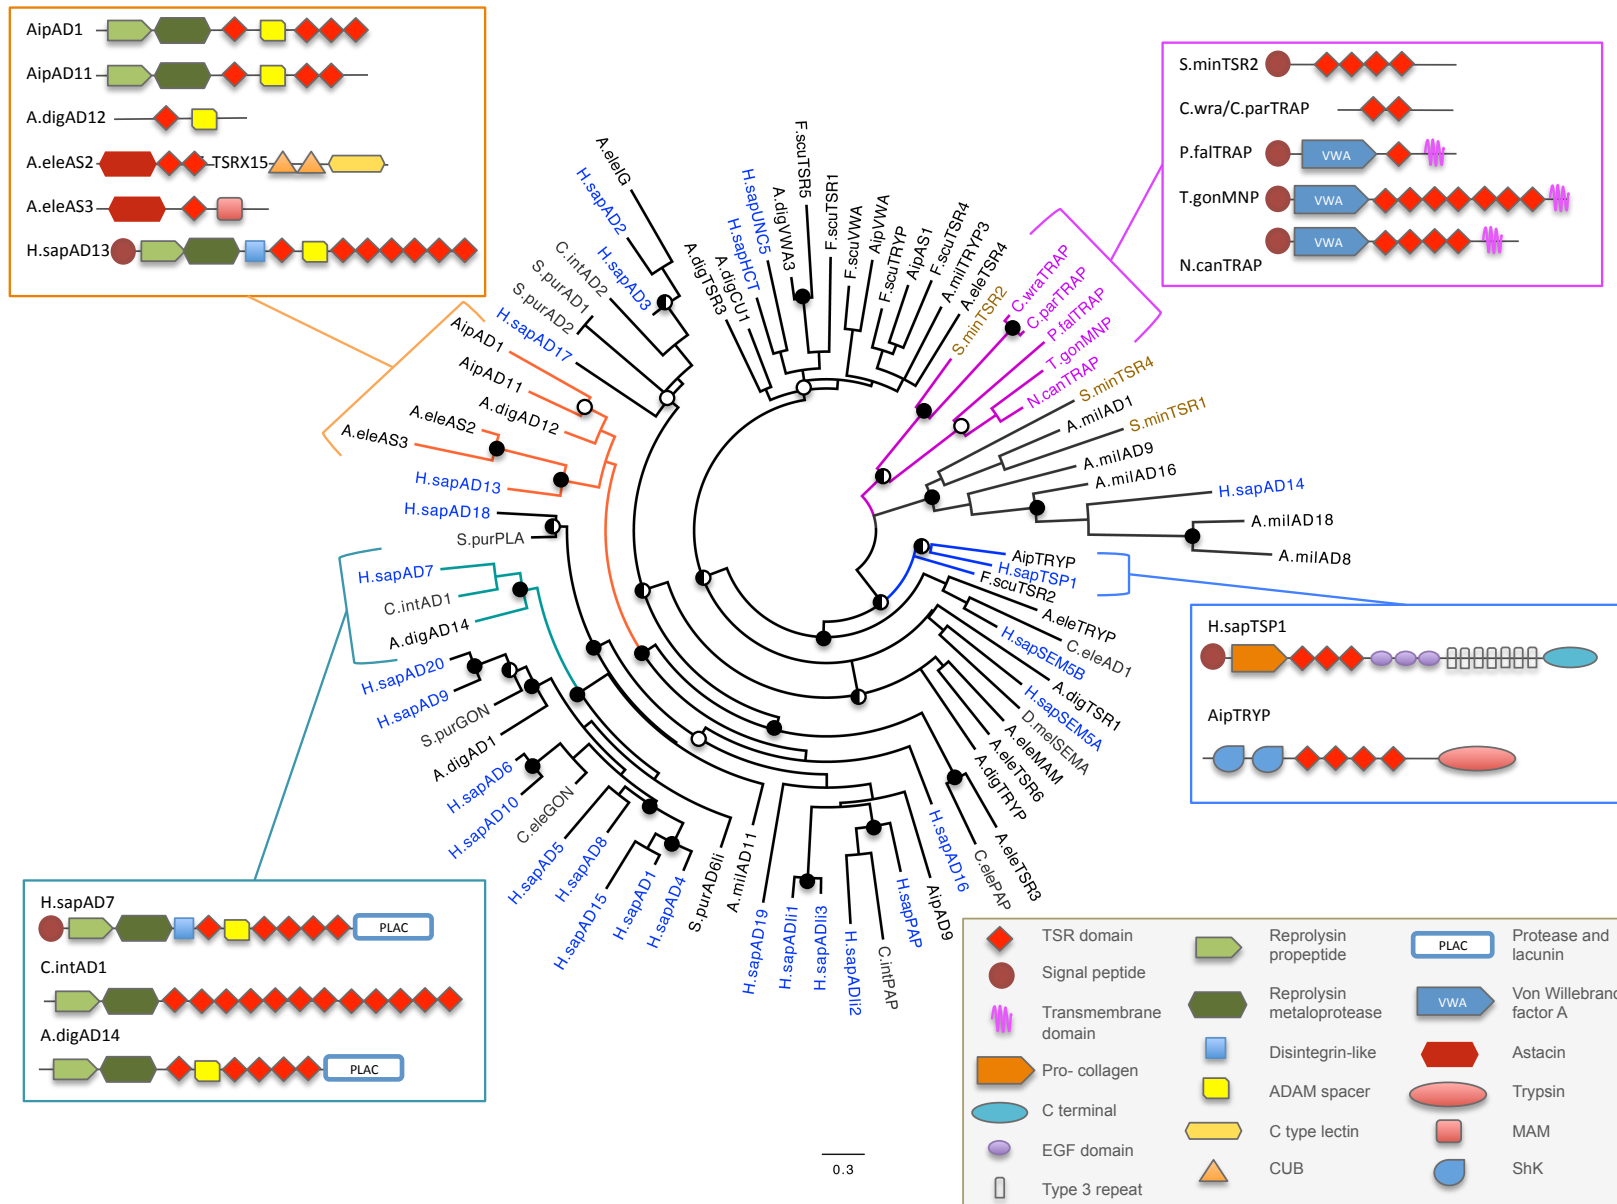 AipAD1
AipAD11
A.digAD12
A.eleAS2
TSRX15
A.eleAS3
H.sapAD13
S.minTSR2
C.wra/C.parTRAP
P.falTRAP
VWA
T.gonMNP
VWA
VWA
N.canTRAP
A.eleIG
H.sapAD2
C.intAD2
H.sapAD3
S.purAD1
S.purAD2
H.sapAD17
A.digTSR3
A.digCU1
H.sapHCT
H.sapUNC5
A.digVWA3
F.scuTSR5
F.scuTSR1
F.scuVWA
AipVWA
F.scuTRYP
AipAS1
F.scuTSR4
A.milTRYP3
A.eleTSR4
S.minTSR2
C.wraTRAP
C.parTRAP
P.falTRAP
T.gonMNP
N.canTRAP
S.minTSR4
A.milAD1
S.minTSR1
A.milAD9
A.milAD16
H.sapAD14
A.milAD18
A.milAD8
AipTRYP
H.sapTSP1
F.scuTSR2
A.eleTRYP
C.eleAD1
H.sapSEM5B
A.digTSR1
H.sapSEM5A
D.melSEMA
A.eleMAM
A.eleTSR6
A.digTRYP
A.eleTSR3
C.elePAP
H.sapAD16
AipAD9
H.sapPAP
C.intPAP
H.sapADli2
H.sapADli3
H.sapADli1
H.sapAD19
A.milAD11
S.purAD6li
H.sapAD4
H.sapAD1
H.sapAD15
H.sapAD8
H.sapAD5
C.eleGON
H.sapAD10
H.sapAD6
A.digAD1
S.purGON
H.sapAD9
H.sapAD20
A.digAD14
C.intAD1
H.sapAD7
S.purPLA
H.sapAD18
H.sapAD13
A.eleAS3
A.eleAS2
A.digAD12
AipAD11
AipAD1
H.sapTSP1
AipTRYP
H.sapAD7
PLAC
C.intAD1
A.digAD14
PLAC
0.3
TSR domain
Signal peptide
Transmembrane
domain
Pro- collagen
C terminal
EGF domain
Type 3 repeat
Reprolysin
propeptide
Reprolysin
metaloprotease
Disintegrin-like
ADAM spacer
C type lectin
CUB
PLAC
Protease and
lacunin
VWA
Von Willebrand
factor A
Astacin
Trypsin
MAM
ShK